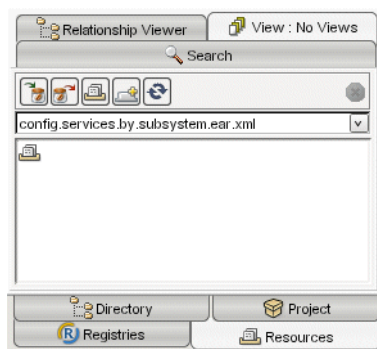 Relationship Viewer
View : No Views
Search
config.services.by.subsystem.ear.xml
Directory
Project
R Registries
Resources